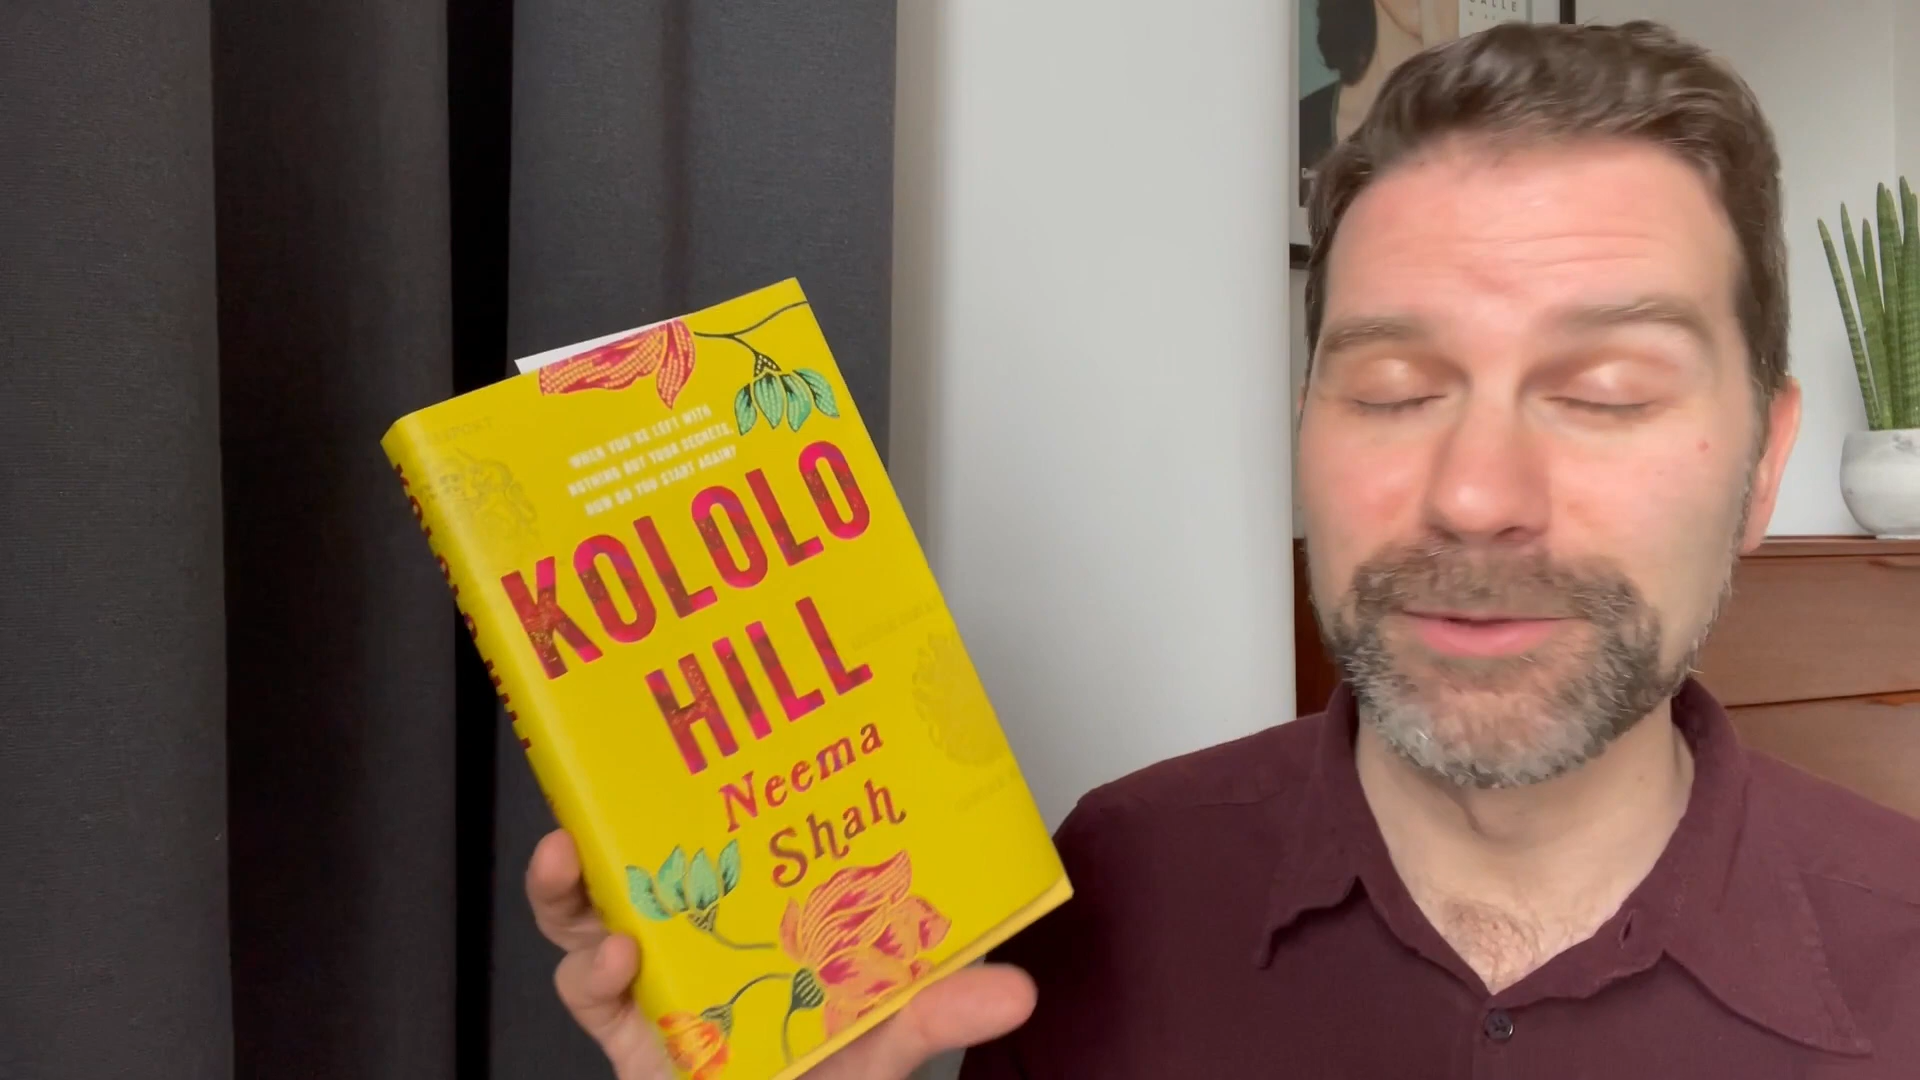 WHEN YOU'RE LEFT WITH
NOTHING BUT YOUR SECRETS,
HOW DO YOU START AGAIN?
KOLOLO
HILL
Neema
Shah